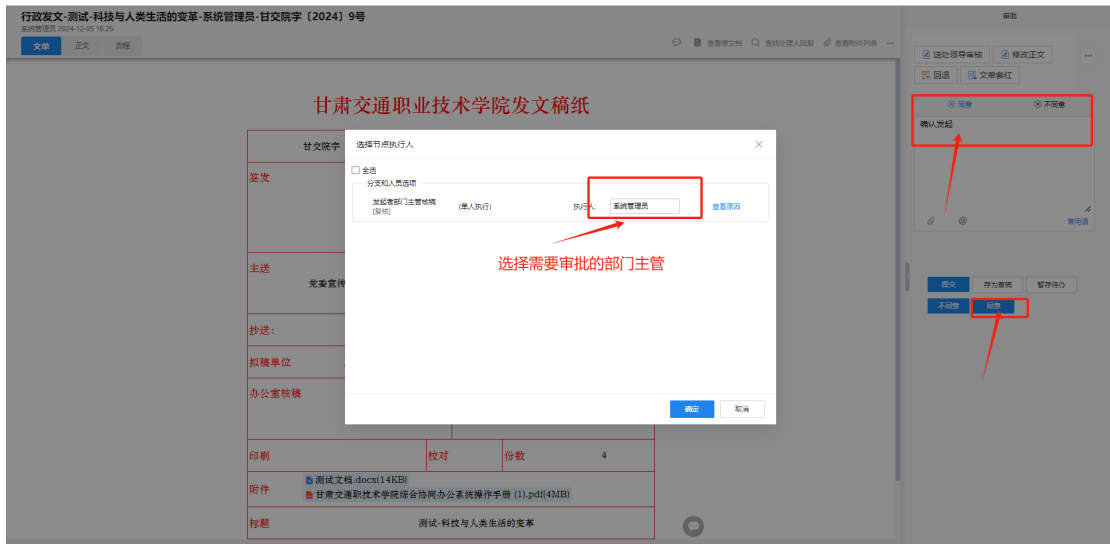 行政发文-测试-科技与人类生活的变革-系统管理员-甘交院字〔2024〕9号
系统管理员 2024-12-05 16:25
文单 正文 流程
查看原文档 查找处理人回复 查看附件列表
审批
送处领导审核 修改正文
回退 文单套红
同意 不同意
确认发起
@ 常用语
提交 存为草稿 暂存待办
不同意 同意
甘肃交通职业技术学院发文稿纸
甘交院字
签发
主送
党委宣传
抄送:
拟稿单位
办公室核稿
印刷 校对 份数 4
附件 测试文档.docx(14KB)
甘肃交通职技术学院综合协同办公系统操作手册 (1).pdf(4MB)
标题 测试-科技与人类生活的变革
选择节点执行人
全选
分支和人员选项
发起者部门主管核稿
[复核]
(单人执行)
执行人: 系统管理员 查看原因
选择需要审批的部门主管
确定 取消